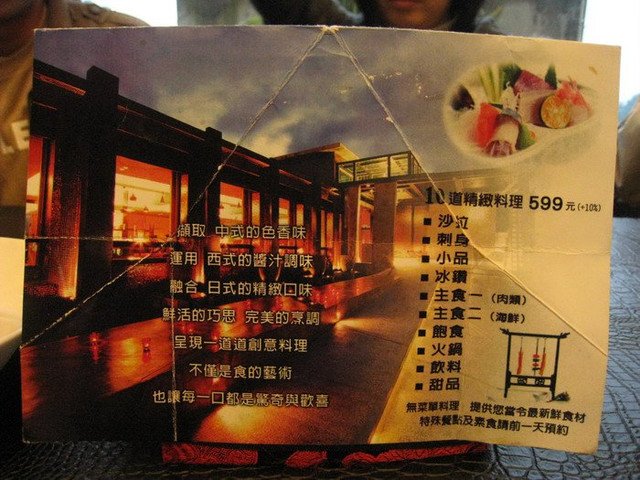 擷取 中式的色香味
運用 西式的醬汁調味
融合 日式的精緻口味
鮮活的巧思 完美的烹調
呈現一道道創意料理
不僅是食的藝術
也讓每一口都是驚奇與歡喜
10道精緻料理 599元(+10%)
■ 沙拉
■ 刺身
■ 小品
■ 冰鑽
■ 主食一 (肉類)
■ 主食二 (海鮮)
■ 飽食
■ 火鍋
■ 飲料
■ 甜品
無菜單料理 提供您當令最新鮮食材
特殊餐點及素食請前一天預約